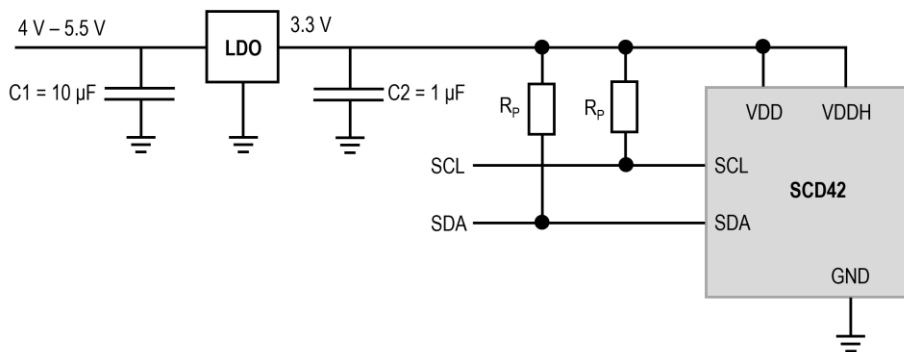 4 V – 5.5 V
LDO
3.3 V
C1 = 10 µF
C2 = 1 µF
R_P
R_P
VDD
VDDH
SCL
SCL
SCD42
SDA
SDA
GND